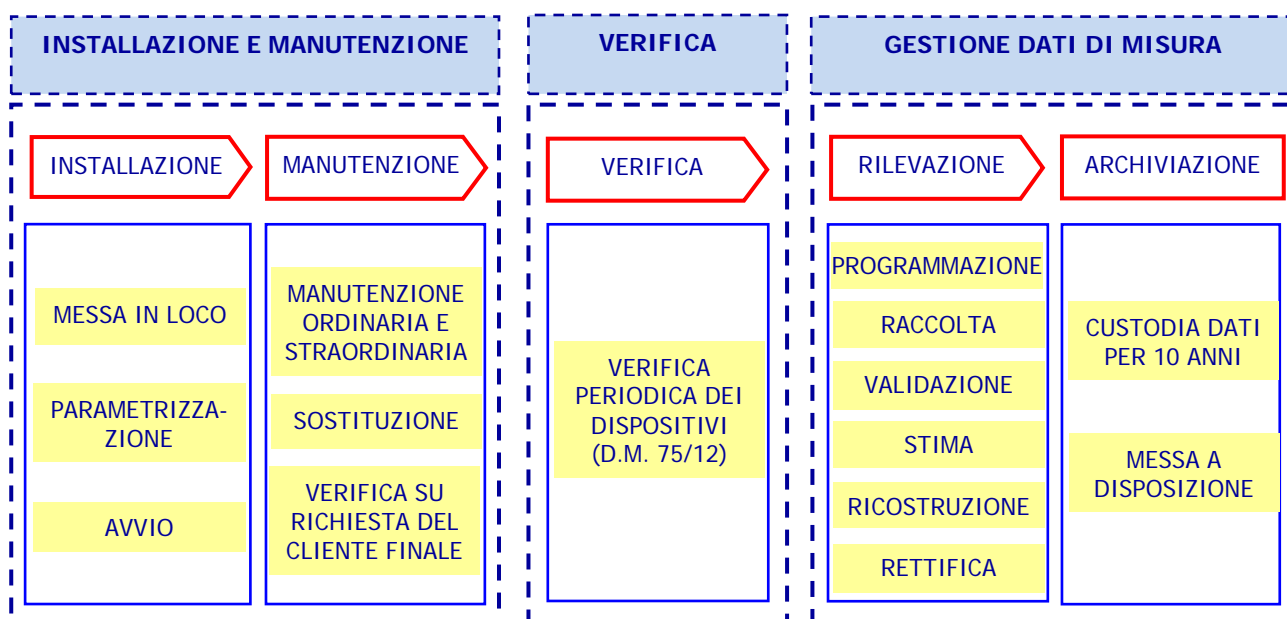 INSTALLAZIONE E MANUTENZIONE
VERIFICA
GESTIONE DATI DI MISURA
INSTALLAZIONE
MANUTENZIONE
VERIFICA
RILEVAZIONE
ARCHIVIAZIONE
MESSA IN LOCO
PARAMETRIZZA-
ZIONE
AVVIO
MANUTENZIONE
ORDINARIA E
STRAORDINARIA
SOSTITUZIONE
VERIFICA SU
RICHIESTA DEL
CLIENTE FINALE
VERIFICA
PERIODICA DEI
DISPOSITIVI
(D.M. 75/12)
PROGRAMMAZIONE
RACCOLTA
VALIDAZIONE
STIMA
RICOSTRUZIONE
RETTIFICA
CUSTODIA DATI
PER 10 ANNI
MESSA A
DISPOSIZIONE